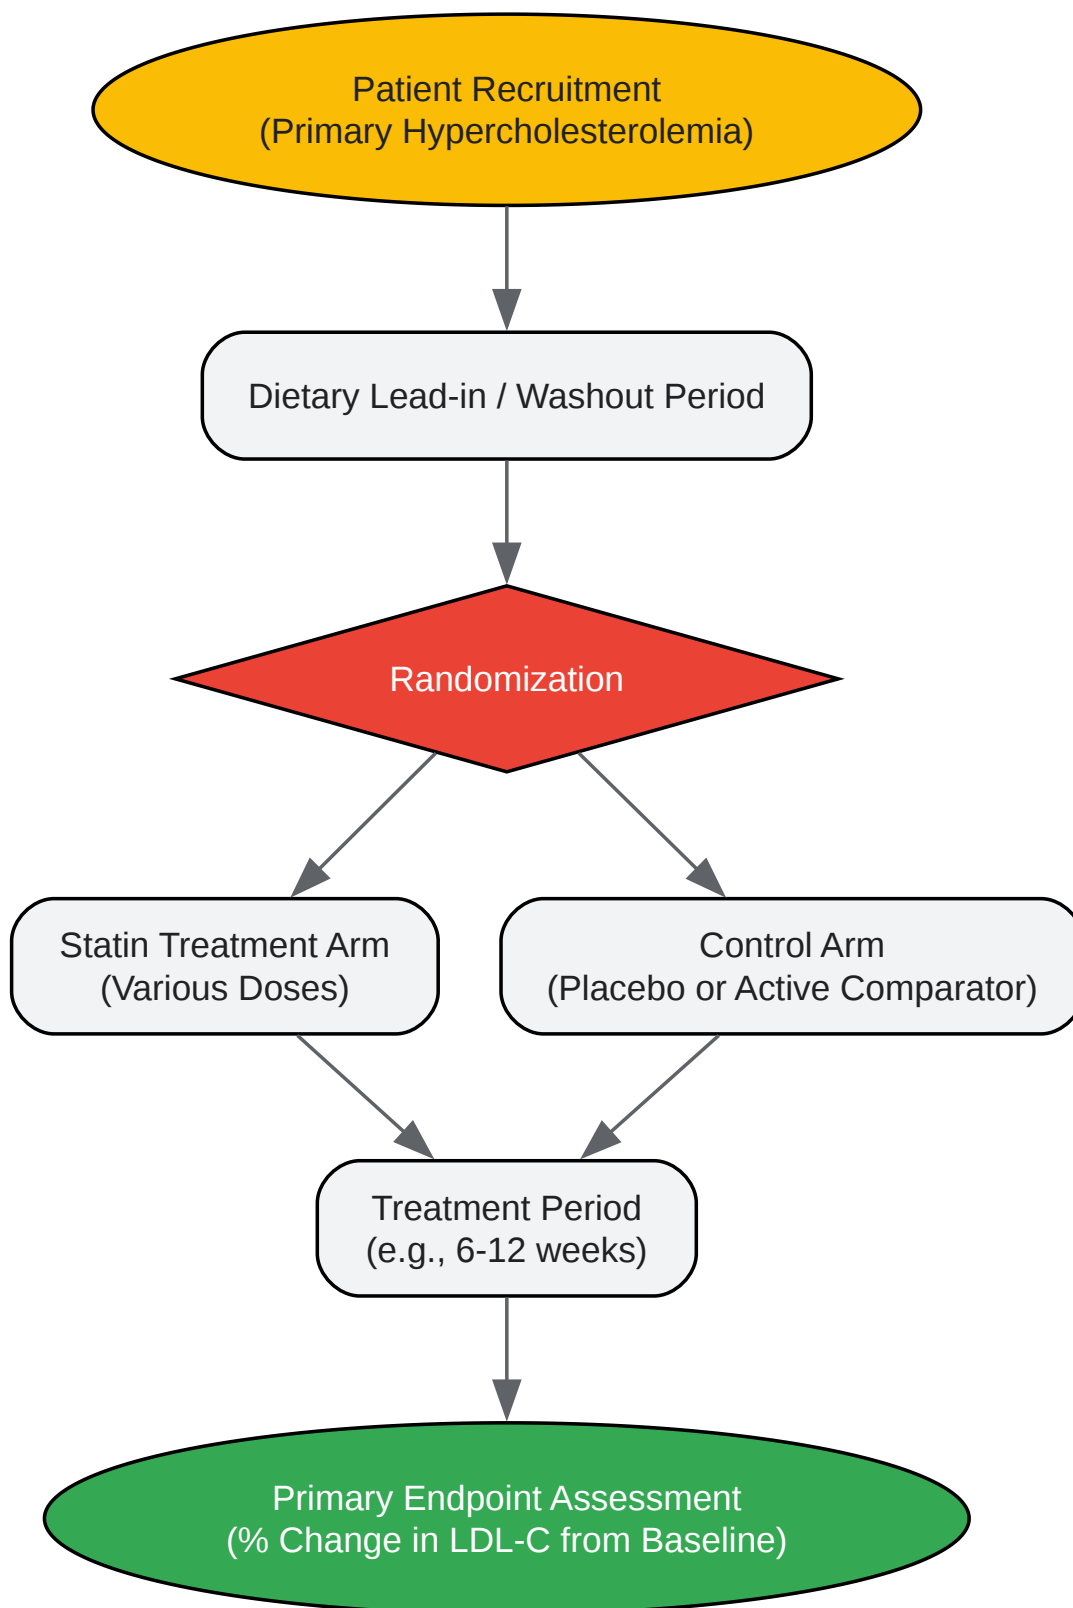 Patient Recruitment
(Primary Hypercholesterolemia)
Dietary Lead-in / Washout Period
Randomization
Statin Treatment Arm
(Various Doses)
Control Arm
(Placebo or Active Comparator)
Treatment Period
(e.g., 6-12 weeks)
Primary Endpoint Assessment
(% Change in LDL-C from Baseline)